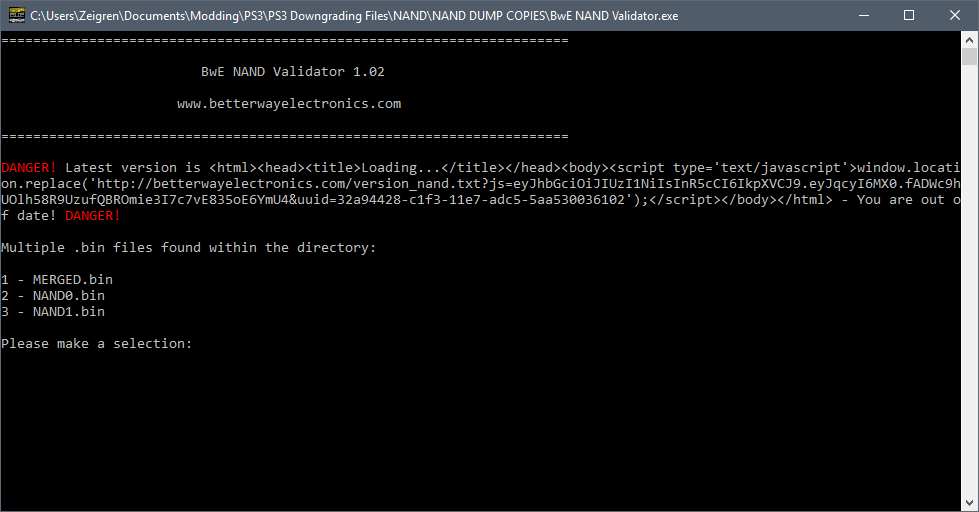 C:\Users\Zeigren\Documents\Modding\PS3\PS3 Downgrading Files\NAND\NAND DUMP COPIES\BwE NAND Validator.exe
=======================================================================
BwE NAND Validator 1.02
www.betterwayelectronics.com
=======================================================================
DANGER! Latest version is <html><head><title>Loading...</title></head><body><script type='text/javascript'>window.locati
on.replace('http://betterwayelectronics.com/version_nand.txt?js=eyJhbGciOiJIUzI1NiIsInR5cCI6IkpXVCJ9.eyJqcyI6MX0.fADWc9h
UOlh58R9UzufQBROmie3I7c7vE835oE6YmU4&uuid=32a94428-c1f3-11e7-adc5-5aa530036102');</script></body></html> - You are out o
f date! DANGER!
Multiple .bin files found within the directory:
1 - MERGED.bin
2 - NAND0.bin
3 - NAND1.bin
Please make a selection: